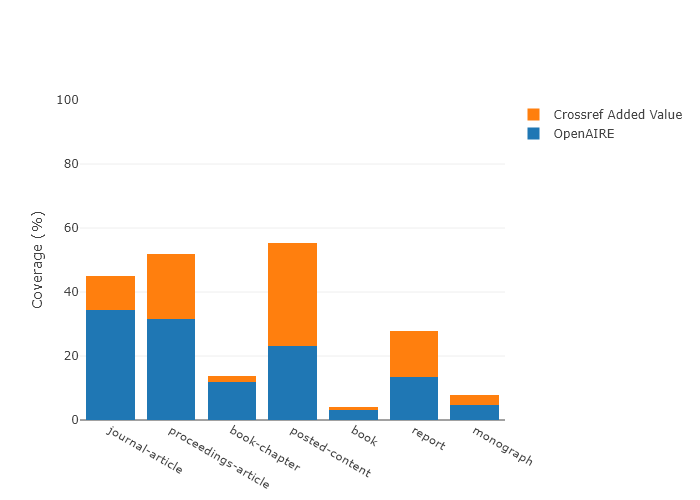 Crossref Added Value
OpenAIRE
Coverage (%)
100
80
60
40
20
0
journal-article
proceedings-article
book-chapter
posted-content
book
report
monograph